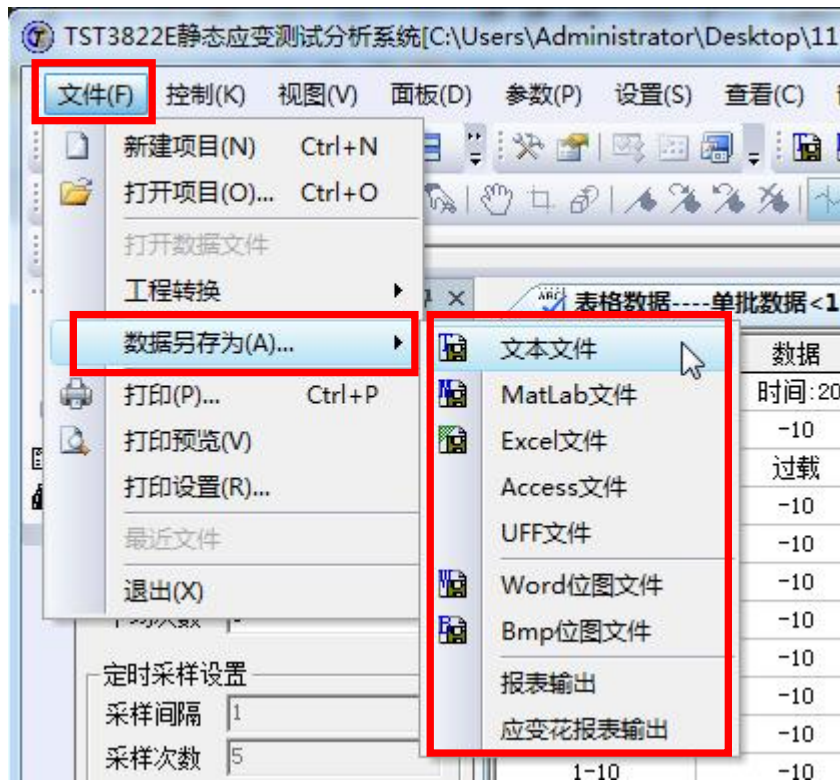 TST3822E静态应变测试分析系统[C:\Users\Administrator\Desktop\11
文件(F) 控制(K) 视图(V) 面板(D) 参数(P) 设置(S) 查看(C)
新建项目(N) Ctrl+N
打开项目(O)... Ctrl+O
打开数据文件
工程转换
数据另存为(A)...
打印(P)... Ctrl+P
打印预览(V)
打印设置(R)...
最近文件
退出(X)
文本文件
MatLab文件
Excel文件
Access文件
UFF文件
Word位图文件
Bmp位图文件
报表输出
应变花报表输出
表格数据----单批数据<1
数据
时间:20
-10
过载
-10
-10
-10
-10
-10
-10
-10
1-10 -10
定时采样设置
采样间隔 1
采样次数 5